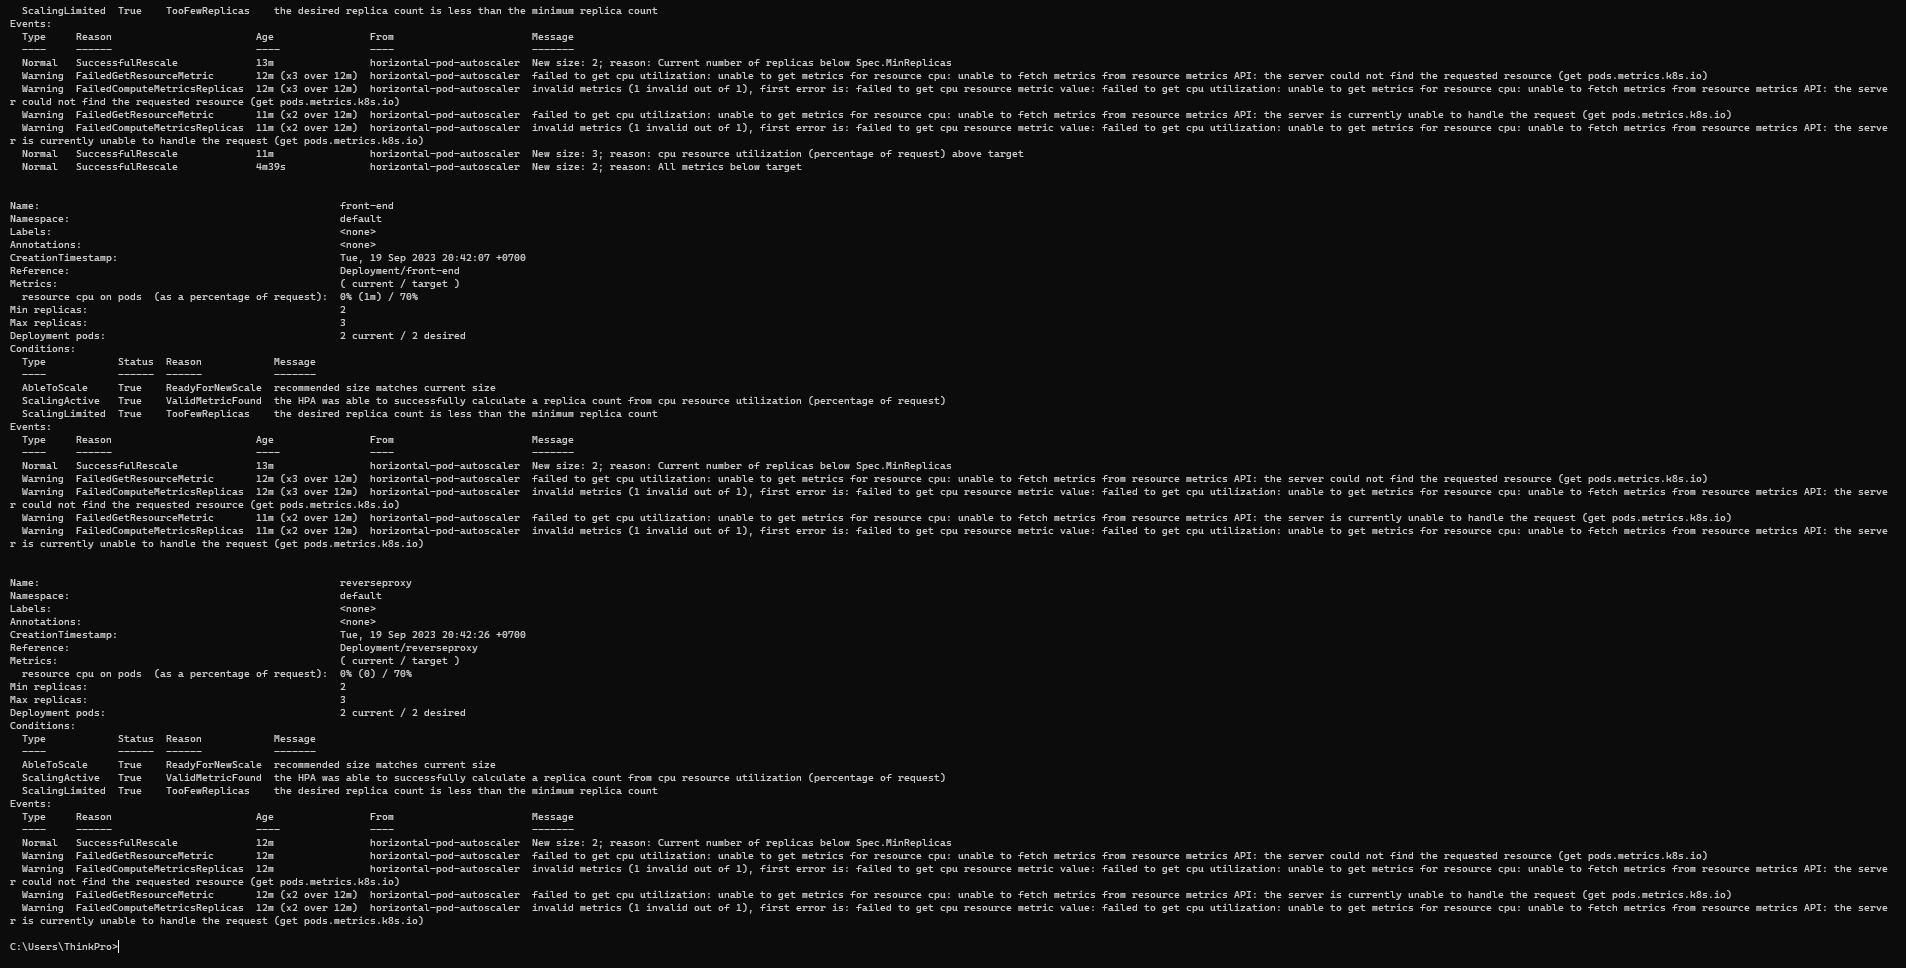 ScalingLimited  True    TooFewReplicas    the desired replica count is less than the minimum replica count
Events:
  Type     Reason                        Age                From                       Message
  ----     ------                        ----               ----                       -------
  Normal   SuccessfulRescale             13m                horizontal-pod-autoscaler  New size: 2; reason: Current number of replicas below Spec.MinReplicas
  Warning  FailedGetResourceMetric       12m (x3 over 12m)  horizontal-pod-autoscaler  failed to get cpu utilization: unable to get metrics for resource cpu: unable to fetch metrics from resource metrics API: the server could not find the requested resource (get pods.metrics.k8s.io)
  Warning  FailedComputeMetricsReplicas  12m (x3 over 12m)  horizontal-pod-autoscaler  invalid metrics (1 invalid out of 1), first error is: failed to get cpu resource metric value: failed to get cpu utilization: unable to get metrics for resource cpu: unable to fetch metrics from resource metrics API: the serve
r could not find the requested resource (get pods.metrics.k8s.io)
  Warning  FailedGetResourceMetric       11m (x2 over 12m)  horizontal-pod-autoscaler  failed to get cpu utilization: unable to get metrics for resource cpu: unable to fetch metrics from resource metrics API: the server is currently unable to handle the request (get pods.metrics.k8s.io)
  Warning  FailedComputeMetricsReplicas  11m (x2 over 12m)  horizontal-pod-autoscaler  invalid metrics (1 invalid out of 1), first error is: failed to get cpu resource metric value: failed to get cpu utilization: unable to get metrics for resource cpu: unable to fetch metrics from resource metrics API: the serve
r is currently unable to handle the request (get pods.metrics.k8s.io)
  Normal   SuccessfulRescale             11m                horizontal-pod-autoscaler  New size: 3; reason: cpu resource utilization (percentage of request) above target
  Normal   SuccessfulRescale             4m39s              horizontal-pod-autoscaler  New size: 2; reason: All metrics below target
Name:                                                  front-end
Namespace:                                             default
Labels:                                                <none>
Annotations:                                           <none>
CreationTimestamp:                                     Tue, 19 Sep 2023 20:42:07 +0700
Reference:                                             Deployment/front-end
Metrics:                                               ( current / target )
  resource cpu on pods  (as a percentage of request):  0% (1m) / 70%
Min replicas:                                          2
Max replicas:                                          3
Deployment pods:                                       2 current / 2 desired
Conditions:
  Type            Status  Reason            Message
  ----            ------  ------            -------
  AbleToScale     True    ReadyForNewScale  recommended size matches current size
  ScalingActive   True    ValidMetricFound  the HPA was able to successfully calculate a replica count from cpu resource utilization (percentage of request)
  ScalingLimited  True    TooFewReplicas    the desired replica count is less than the minimum replica count
Events:
  Type     Reason                        Age                From                       Message
  ----     ------                        ----               ----                       -------
  Normal   SuccessfulRescale             13m                horizontal-pod-autoscaler  New size: 2; reason: Current number of replicas below Spec.MinReplicas
  Warning  FailedGetResourceMetric       12m (x3 over 12m)  horizontal-pod-autoscaler  failed to get cpu utilization: unable to get metrics for resource cpu: unable to fetch metrics from resource metrics API: the server could not find the requested resource (get pods.metrics.k8s.io)
  Warning  FailedComputeMetricsReplicas  12m (x3 over 12m)  horizontal-pod-autoscaler  invalid metrics (1 invalid out of 1), first error is: failed to get cpu resource metric value: failed to get cpu utilization: unable to get metrics for resource cpu: unable to fetch metrics from resource metrics API: the serve
r could not find the requested resource (get pods.metrics.k8s.io)
  Warning  FailedGetResourceMetric       11m (x2 over 12m)  horizontal-pod-autoscaler  failed to get cpu utilization: unable to get metrics for resource cpu: unable to fetch metrics from resource metrics API: the server is currently unable to handle the request (get pods.metrics.k8s.io)
  Warning  FailedComputeMetricsReplicas  11m (x2 over 12m)  horizontal-pod-autoscaler  invalid metrics (1 invalid out of 1), first error is: failed to get cpu resource metric value: failed to get cpu utilization: unable to get metrics for resource cpu: unable to fetch metrics from resource metrics API: the serve
r is currently unable to handle the request (get pods.metrics.k8s.io)
Name:                                                  reverseproxy
Namespace:                                             default
Labels:                                                <none>
Annotations:                                           <none>
CreationTimestamp:                                     Tue, 19 Sep 2023 20:42:26 +0700
Reference:                                             Deployment/reverseproxy
Metrics:                                               ( current / target )
  resource cpu on pods  (as a percentage of request):  0% (0) / 70%
Min replicas:                                          2
Max replicas:                                          3
Deployment pods:                                       2 current / 2 desired
Conditions:
  Type            Status  Reason            Message
  ----            ------  ------            -------
  AbleToScale     True    ReadyForNewScale  recommended size matches current size
  ScalingActive   True    ValidMetricFound  the HPA was able to successfully calculate a replica count from cpu resource utilization (percentage of request)
  ScalingLimited  True    TooFewReplicas    the desired replica count is less than the minimum replica count
Events:
  Type     Reason                        Age                From                       Message
  ----     ------                        ----               ----                       -------
  Normal   SuccessfulRescale             12m                horizontal-pod-autoscaler  New size: 2; reason: Current number of replicas below Spec.MinReplicas
  Warning  FailedGetResourceMetric       12m                horizontal-pod-autoscaler  failed to get cpu utilization: unable to get metrics for resource cpu: unable to fetch metrics from resource metrics API: the server could not find the requested resource (get pods.metrics.k8s.io)
  Warning  FailedComputeMetricsReplicas  12m                horizontal-pod-autoscaler  invalid metrics (1 invalid out of 1), first error is: failed to get cpu resource metric value: failed to get cpu utilization: unable to get metrics for resource cpu: unable to fetch metrics from resource metrics API: the serve
r could not find the requested resource (get pods.metrics.k8s.io)
  Warning  FailedGetResourceMetric       12m (x2 over 12m)  horizontal-pod-autoscaler  failed to get cpu utilization: unable to get metrics for resource cpu: unable to fetch metrics from resource metrics API: the server is currently unable to handle the request (get pods.metrics.k8s.io)
  Warning  FailedComputeMetricsReplicas  12m (x2 over 12m)  horizontal-pod-autoscaler  invalid metrics (1 invalid out of 1), first error is: failed to get cpu resource metric value: failed to get cpu utilization: unable to get metrics for resource cpu: unable to fetch metrics from resource metrics API: the serve
r is currently unable to handle the request (get pods.metrics.k8s.io)
C:\Users\ThinkPro>